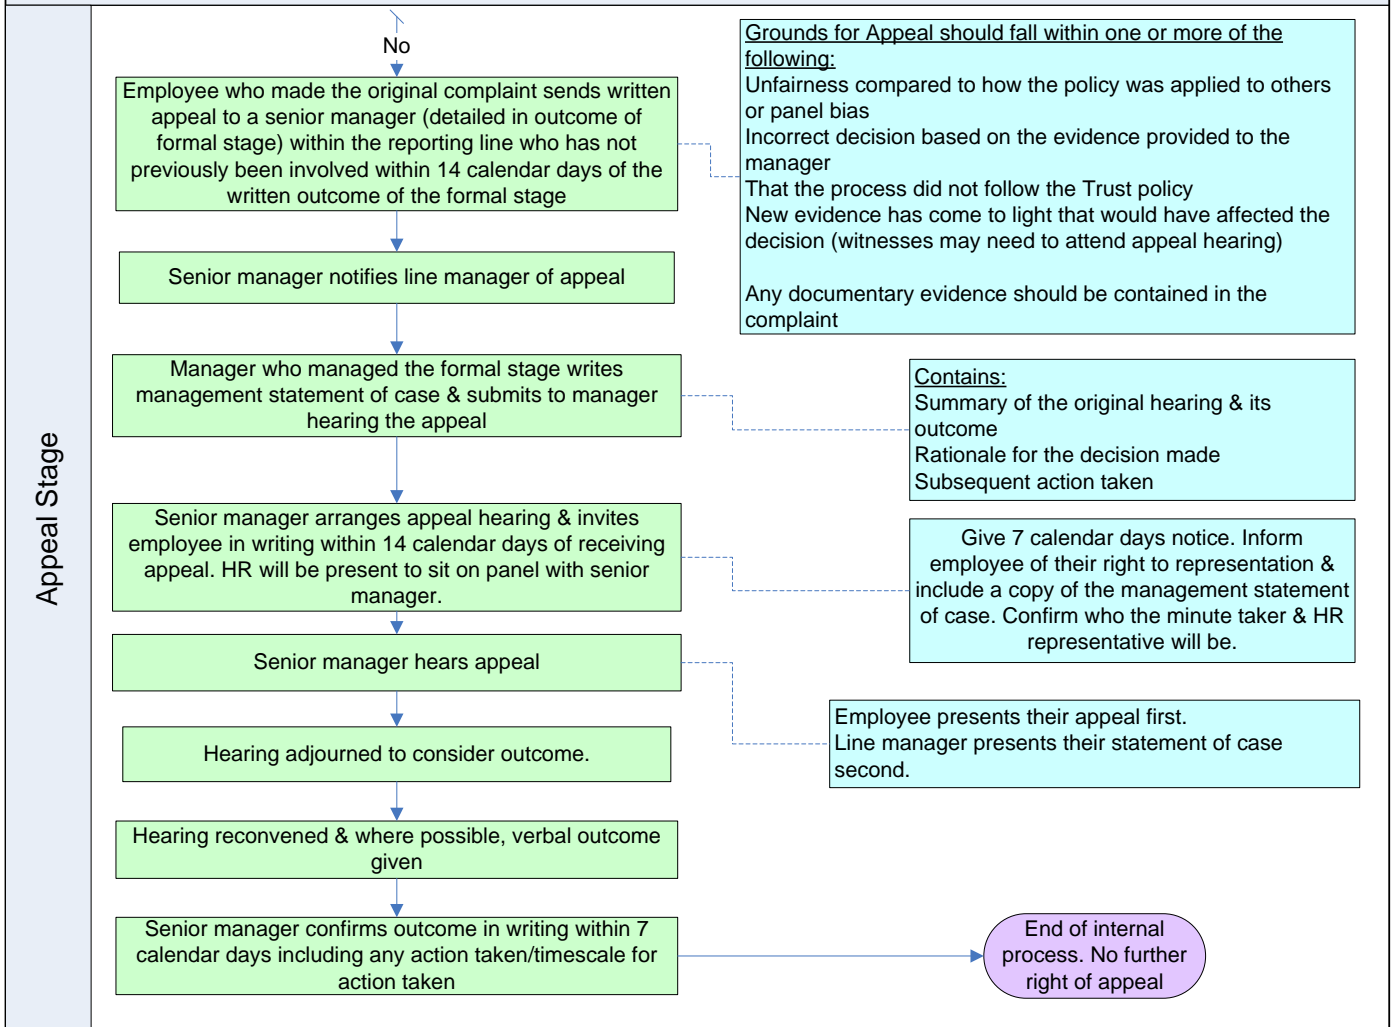 Appeal Stage
No
Employee who made the original complaint sends written
appeal to a senior manager (detailed in outcome of
formal stage) within the reporting line who has not
previously been involved within 14 calendar days of the
written outcome of the formal stage
Grounds for Appeal should fall within one or more of the
following:
Unfairness compared to how the policy was applied to others
or panel bias
Incorrect decision based on the evidence provided to the
manager
That the process did not follow the Trust policy
New evidence has come to light that would have affected the
decision (witnesses may need to attend appeal hearing)
Any documentary evidence should be contained in the
complaint
Senior manager notifies line manager of appeal
Manager who managed the formal stage writes
management statement of case & submits to manager
hearing the appeal
Contains:
Summary of the original hearing & its
outcome
Rationale for the decision made
Subsequent action taken
Senior manager arranges appeal hearing & invites
employee in writing within 14 calendar days of receiving
appeal. HR will be present to sit on panel with senior
manager.
Give 7 calendar days notice. Inform
employee of their right to representation &
include a copy of the management statement
of case. Confirm who the minute taker & HR
representative will be.
Senior manager hears appeal
Employee presents their appeal first.
Line manager presents their statement of case
second.
Hearing adjourned to consider outcome.
Hearing reconvened & where possible, verbal outcome
given
Senior manager confirms outcome in writing within 7
calendar days including any action taken/timescale for
action taken
End of internal
process. No further
right of appeal